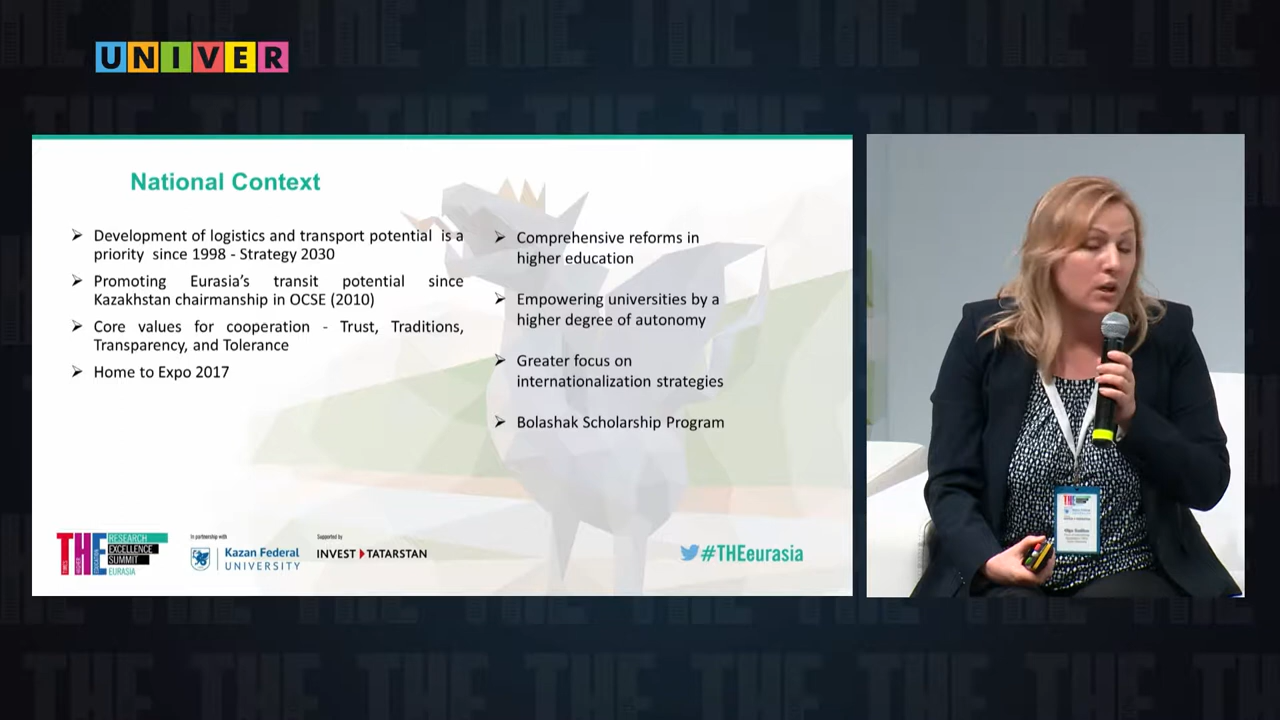 UNIVER
National Context
Development of logistics and transport potential is a
priority since 1998 - Strategy 2030
Promoting Eurasia's transit potential since
Kazakhstan chairmanship in OCSE (2010)
Core values for cooperation - Trust, Traditions,
Transparency, and Tolerance
Home to Expo 2017
Comprehensive reforms in
higher education
Empowering universities by a
higher degree of autonomy
Greater focus on
internationalization strategies
Bolashak Scholarship Program
THE
RESEARCH
EXCELLENCE
SUMMIT
EURASIA
In partnership with
Kazan Federal
UNIVERSITY
Supported by
INVEST TATARSTAN
#THEeurasia
THE